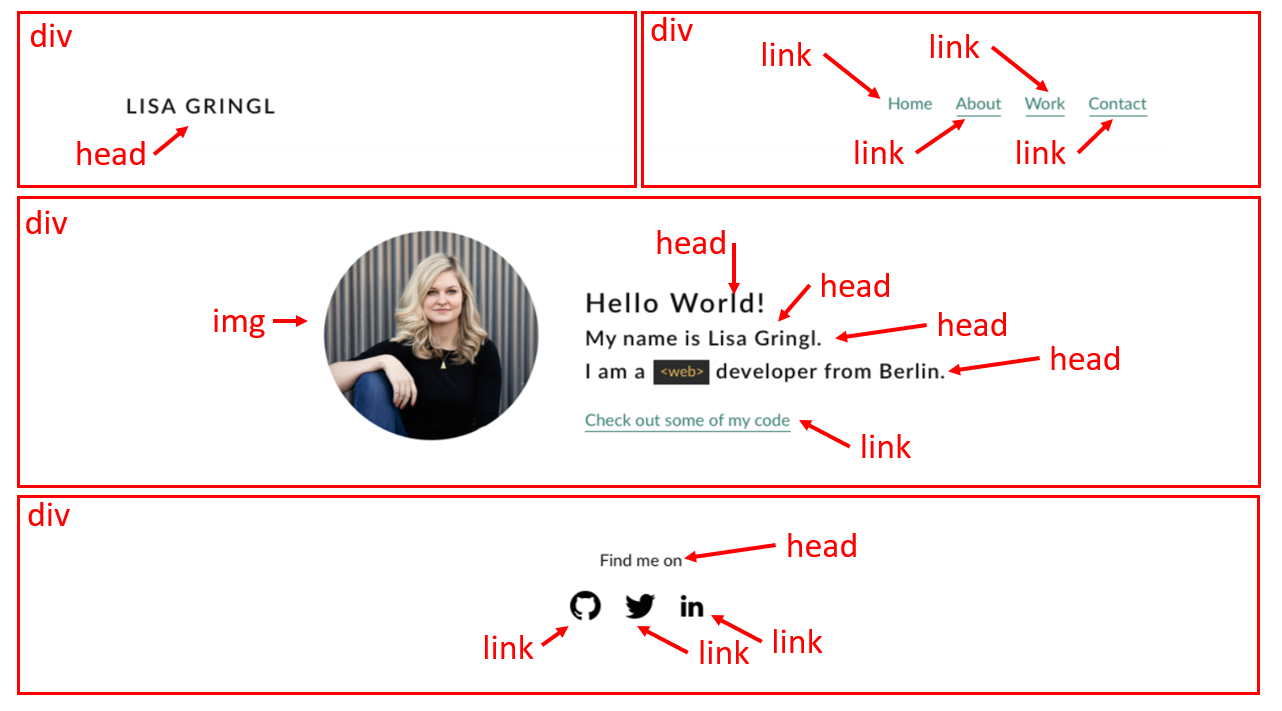 div
LISA GRINGL
head
div
link
link
Home About Work Contact
link
link
div
img
head
Hello World!
head
My name is Lisa Gringl.
head
I am a <web> developer from Berlin.
head
Check out some of my code
link
div
Find me on
head
in
link
link
link